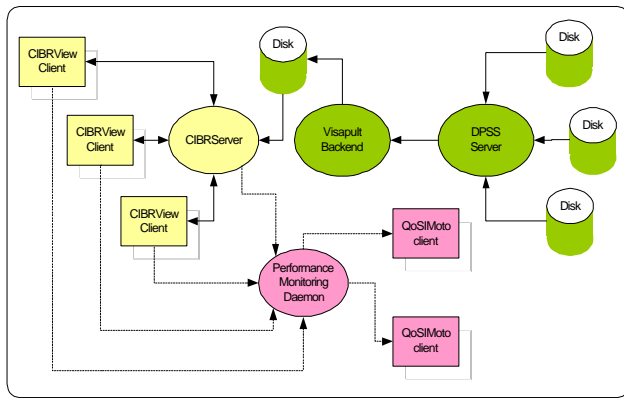 CIBRView
Client
Disk
Disk
CIBRView
Client
CIBRServer
Visapult
Backend
DPSS
Server
Disk
CIBRView
Client
Disk
QoSIMoto
client
Performance
Monitoring
Daemon
QoSIMoto
client